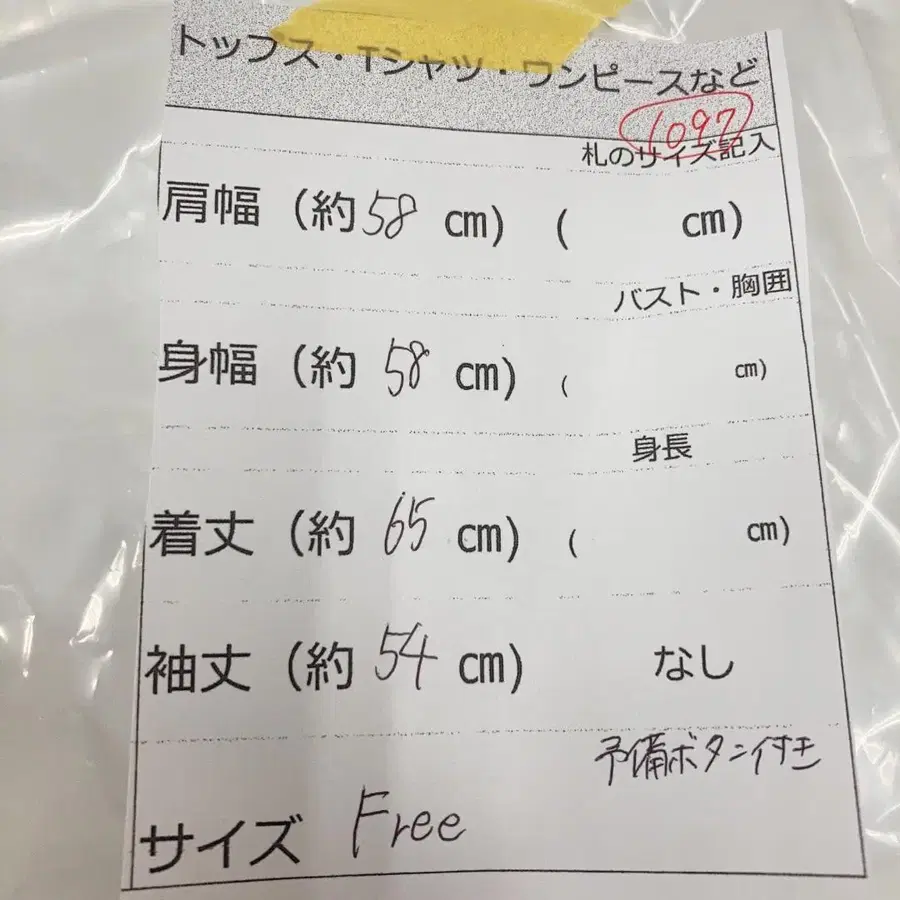 トップス・Tシャツ・ワンピースなど
1097
札のサイズ記入
肩幅（約58 cm）（ cm）
バスト・胸囲
身幅（約 58 cm）（ cm）
身長
着丈（約 65 cm）（ cm）
袖丈（約 54 cm） なし
予備ボタン付き
サイズ Free